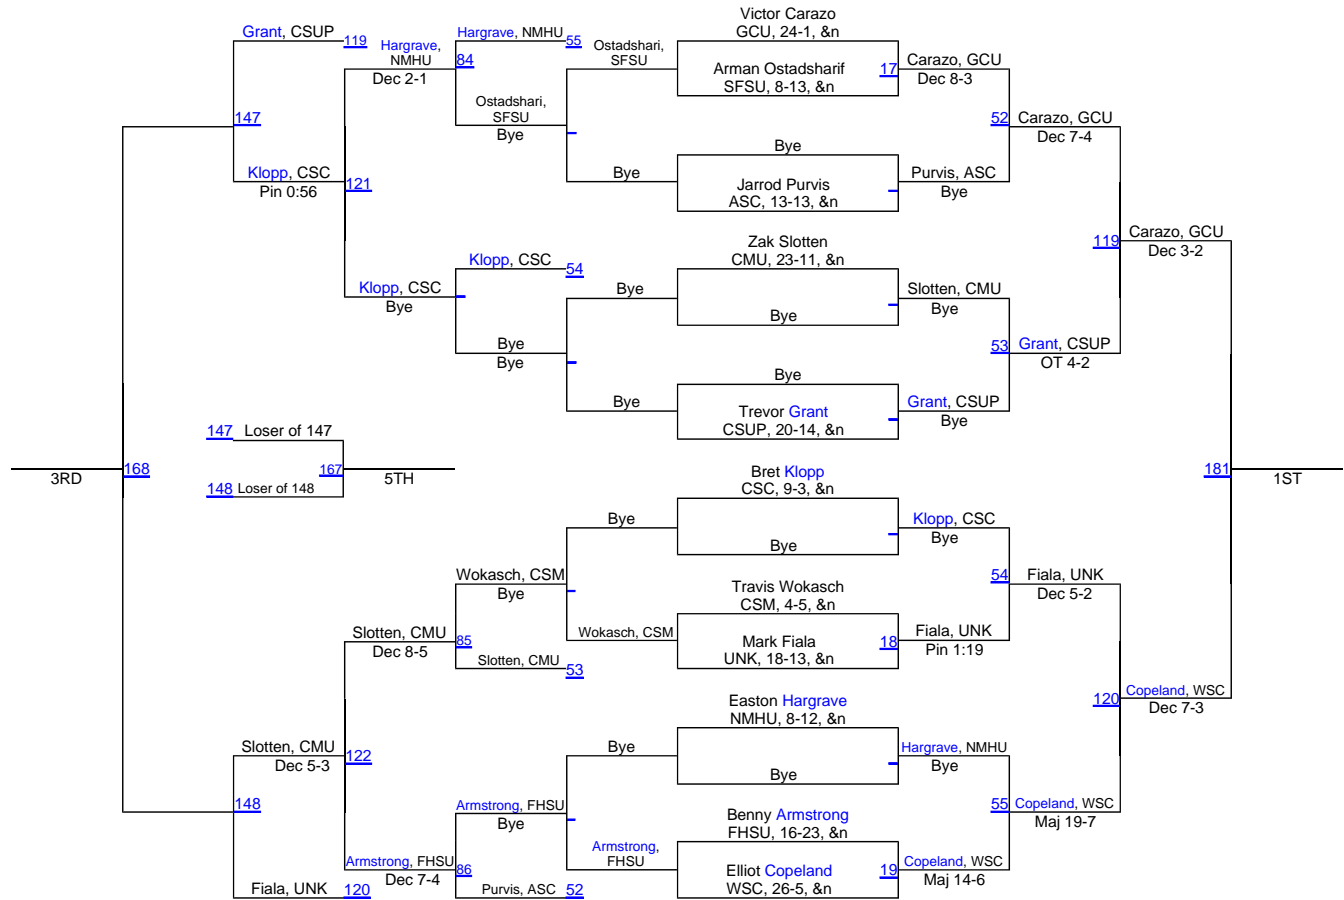 Victor Carazo
GCU, 24-1, &n
Grant, CSUP
119
Hargrave,
NMHU
Dec 2-1
Hargrave, NMHU
55
84
Ostadshari,
SFSU
Arman Ostadsharif
SFSU, 8-13, &n
17
Carazo, GCU
Dec 8-3
Ostadshari,
SFSU
Bye
147
52
Carazo, GCU
Dec 7-4
Bye
Klopp, CSC
Pin 0:56
121
Bye
Jarrod Purvis
ASC, 13-13, &n
Purvis, ASC
Bye
119
Carazo, GCU
Dec 3-2
Zak Slotten
CMU, 23-11, &n
Klopp, CSC
54
Klopp, CSC
Bye
Bye
Bye
Slotten, CMU
Bye
Bye
Bye
53
Grant, CSUP
OT 4-2
Bye
Bye
Trevor Grant
CSUP, 20-14, &n
Grant, CSUP
Bye
147
Loser of 147
3RD
168
167
5TH
148
Loser of 148
Bret Klopp
CSC, 9-3, &n
181
1ST
Bye
Bye
Klopp, CSC
Bye
Wokasch, CSM
Bye
Travis Wokasch
CSM, 4-5, &n
54
Fiala, UNK
Dec 5-2
Slotten, CMU
Dec 8-5
85
Wokasch, CSM
Mark Fiala
UNK, 18-13, &n
18
Fiala, UNK
Pin 1:19
Slotten, CMU
53
Easton Hargrave
NMHU, 8-12, &n
120
Copeland, WSC
Dec 7-3
Slotten, CMU
Dec 5-3
122
Bye
Bye
Hargrave, NMHU
Bye
148
Armstrong, FHSU
Bye
Benny Armstrong
FHSU, 16-23, &n
55
Copeland, WSC
Maj 19-7
Armstrong, FHSU
Dec 7-4
86
Armstrong,
FHSU
Elliot Copeland
WSC, 26-5, &n
19
Copeland, WSC
Maj 14-6
Fiala, UNK
120
Purvis, ASC
52